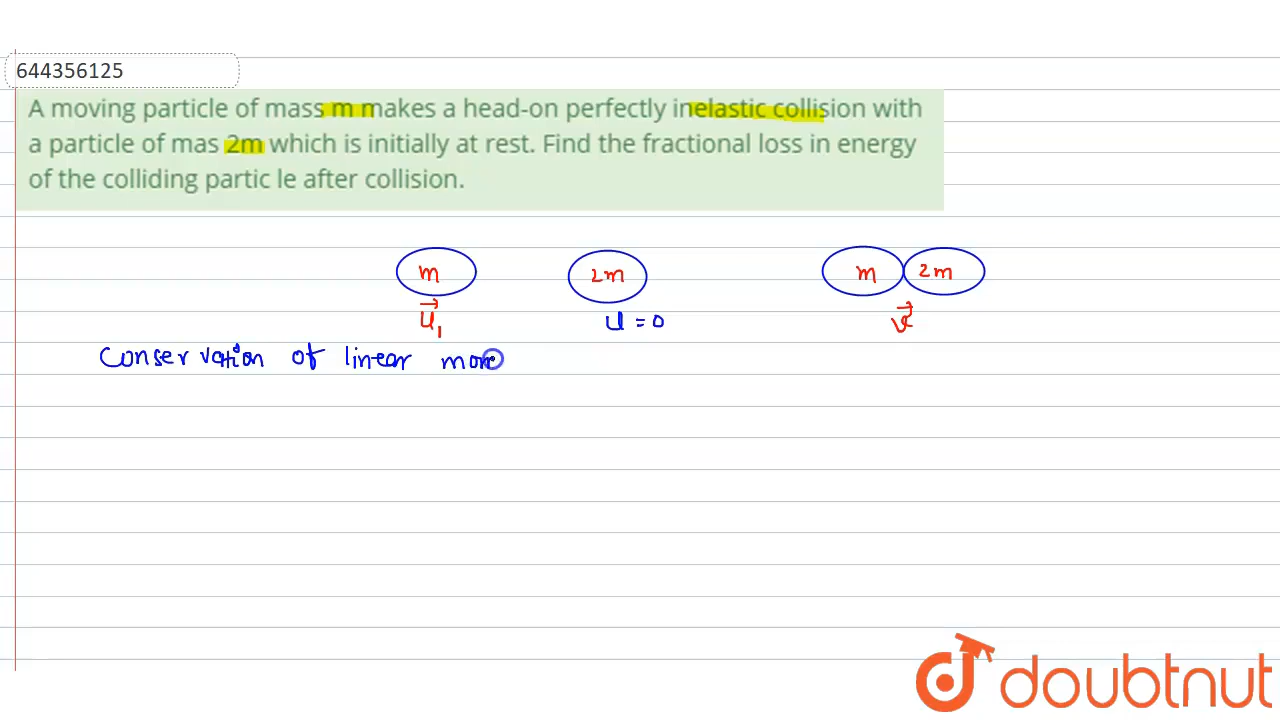 644356125
A moving particle of mass m makes a head-on perfectly inelastic collision with
a particle of mas 2m which is initially at rest. Find the fractional loss in energy
of the colliding partic le after collision.
m 2m m 2m
u₁ u = 0 v
Conservation of linear mom
doubtnut